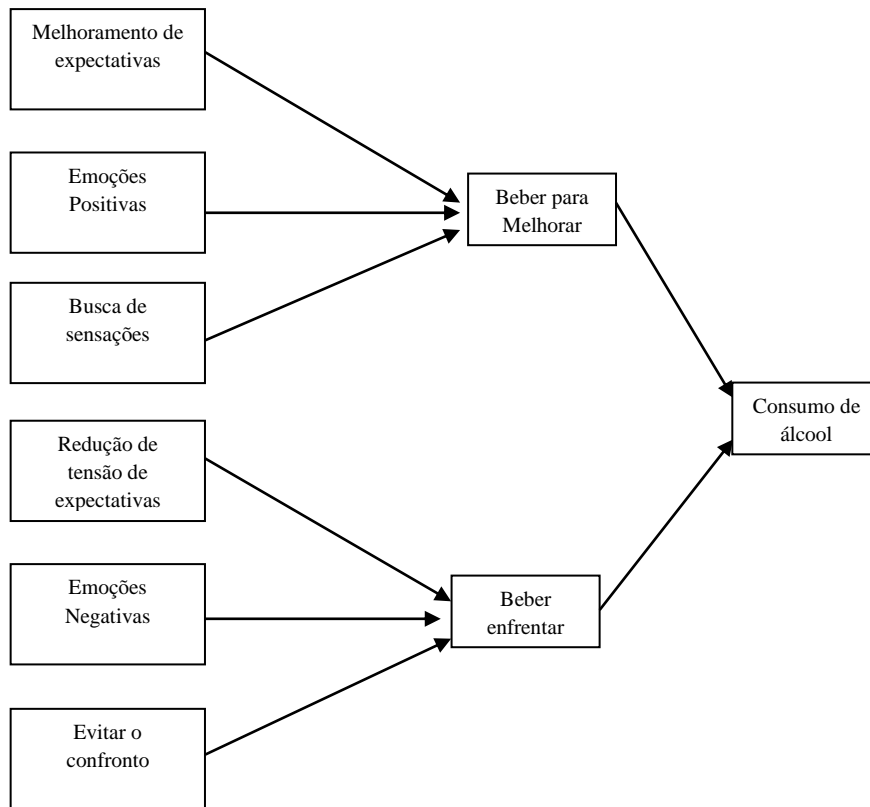 Melhoramento de
expectativas
Emoções
Positivas
Busca de
sensações
Redução de
tensão de
expectativas
Emoções
Negativas
Evitar o
confronto
Beber para
Melhorar
Beber
enfrentar
Consumo de
álcool